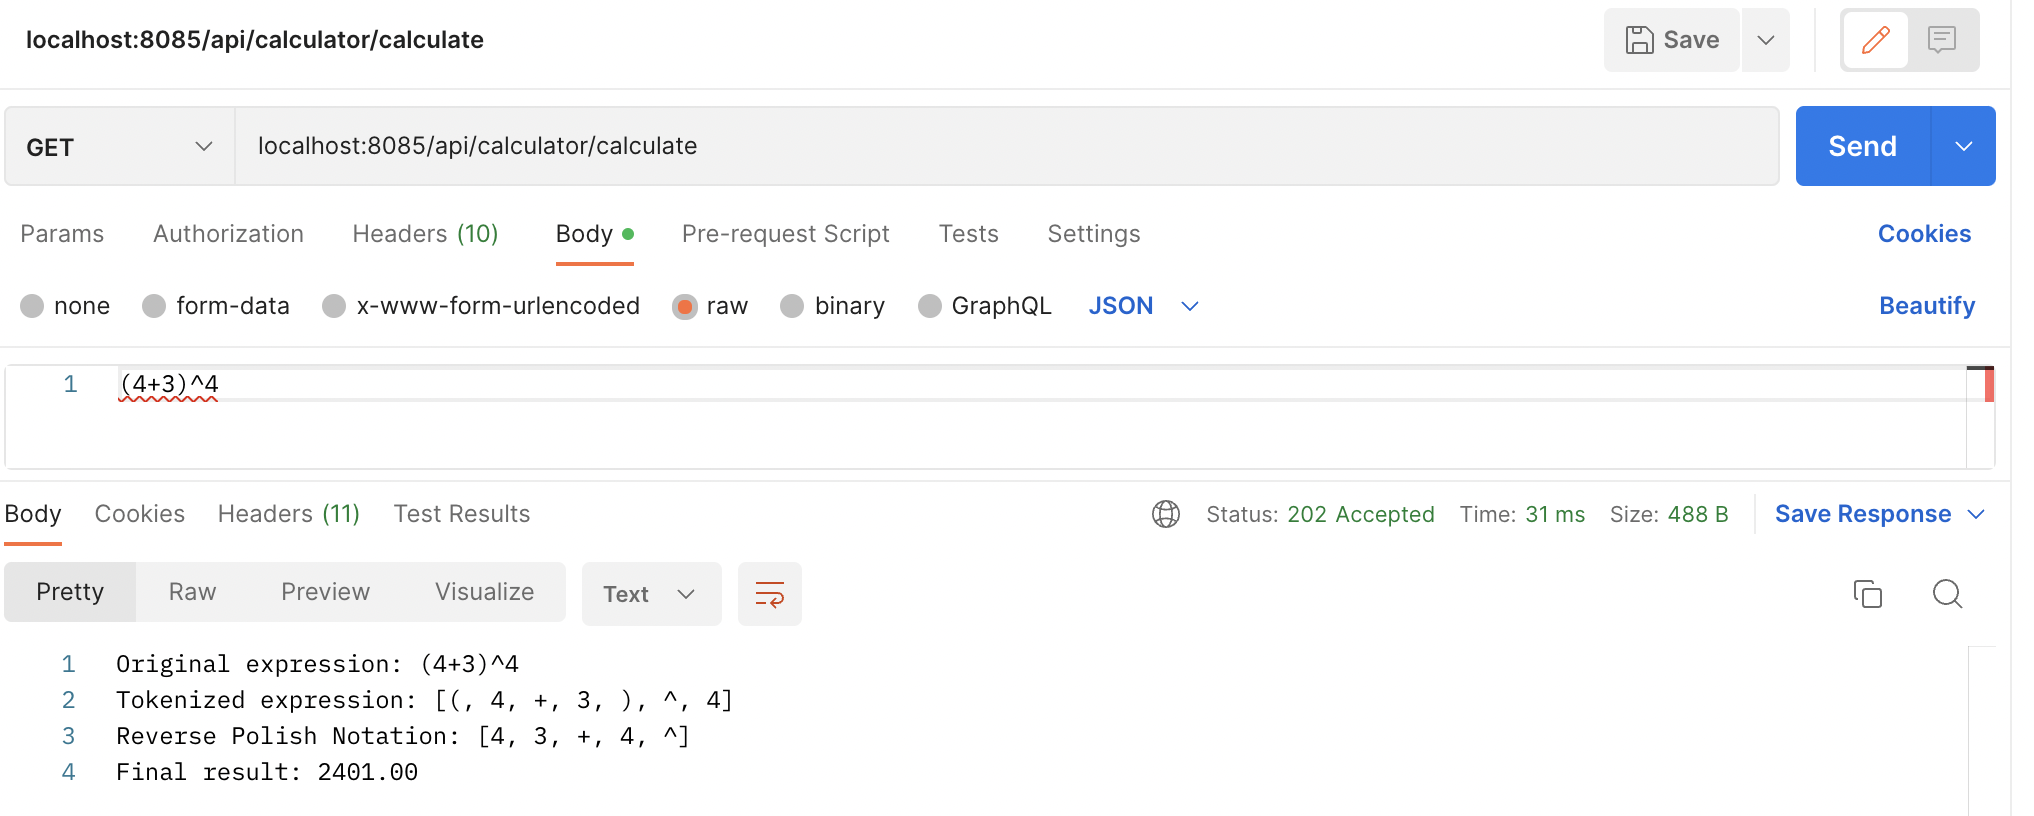 localhost:8085/api/calculator/calculate
Save
GET
localhost:8085/api/calculator/calculate
Send
Params Authorization Headers (10) Body Pre-request Script Tests Settings Cookies
none form-data x-www-form-urlencoded raw binary GraphQL JSON Beautify
1 (4+3)^4
Body Cookies Headers (11) Test Results Status: 202 Accepted Time: 31 ms Size: 488 B Save Response
Pretty Raw Preview Visualize Text
1 Original expression: (4+3)^4
2 Tokenized expression: [(, 4, +, 3, ), ^, 4]
3 Reverse Polish Notation: [4, 3, +, 4, ^]
4 Final result: 2401.00